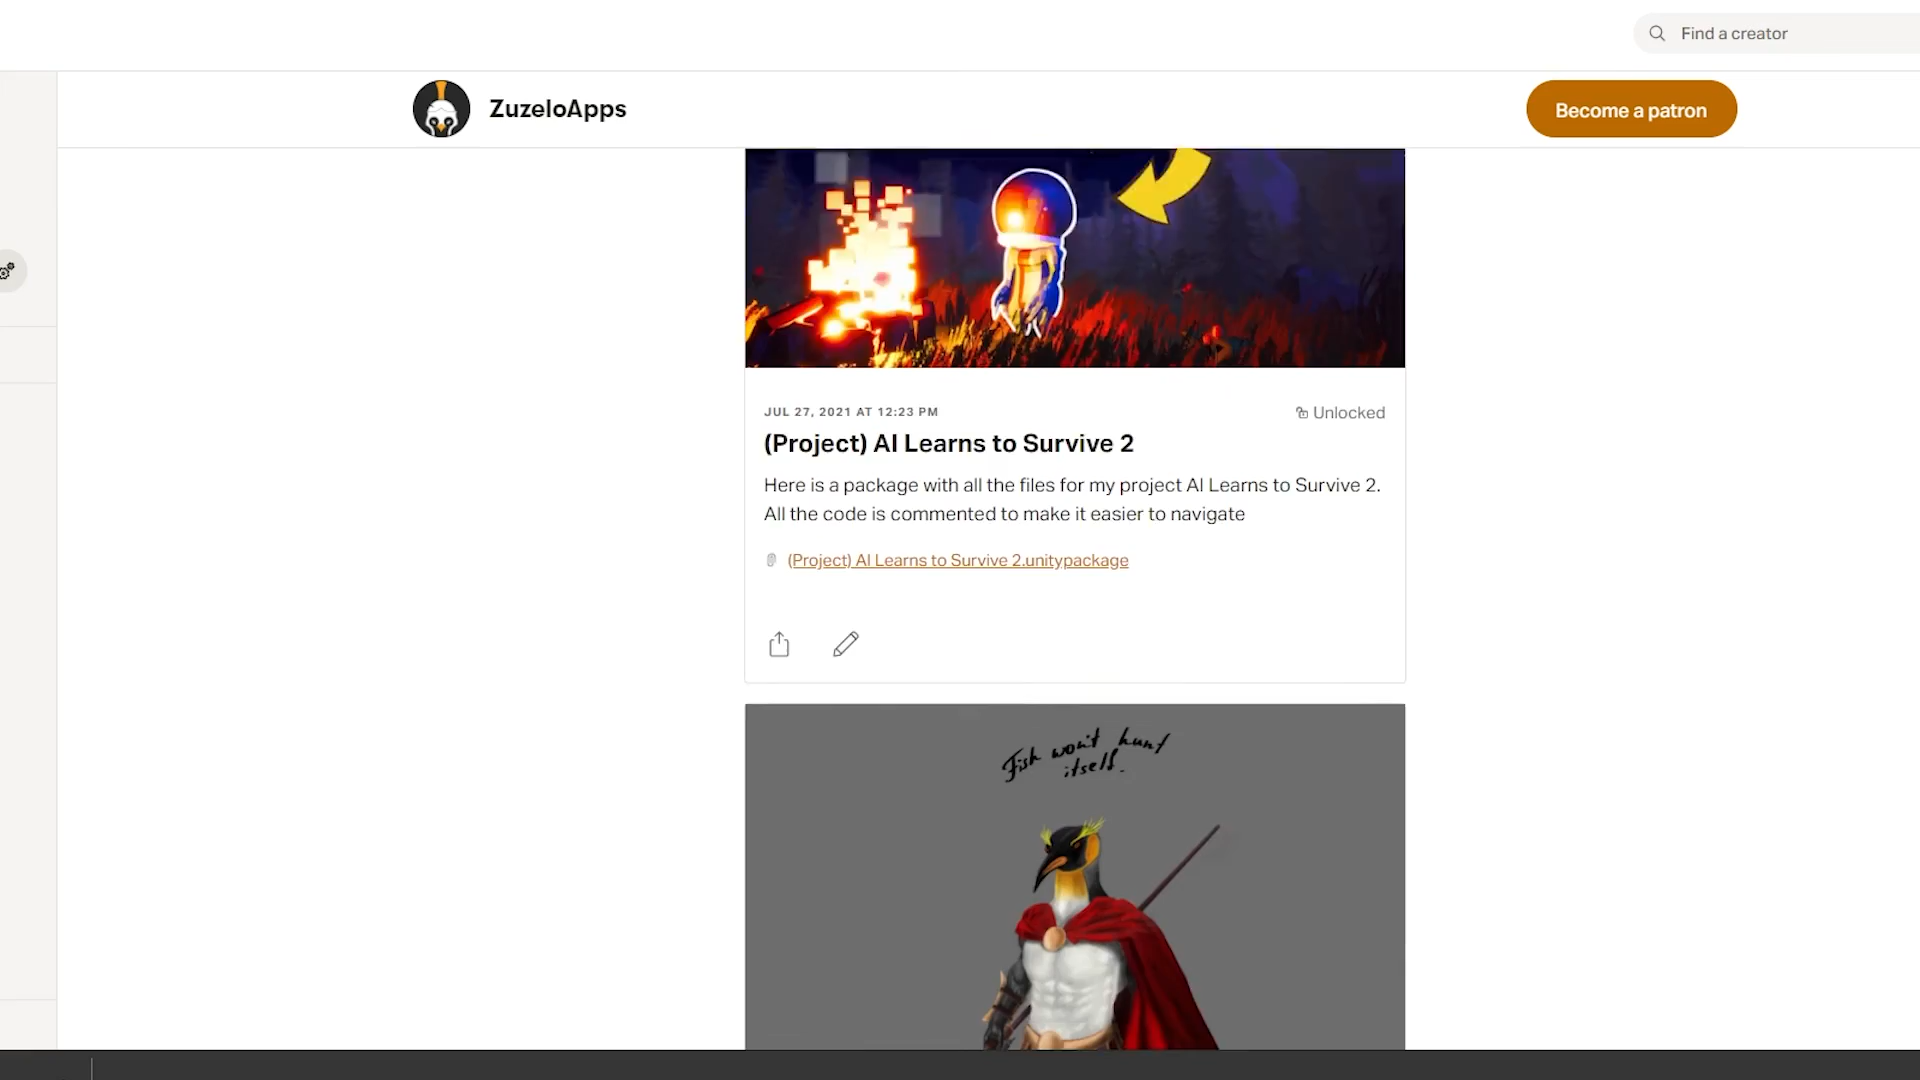 Find a creator
ZuzeloApps
Become a patron
JUL 27, 2021 AT 12:23 PM
Unlocked
(Project) AI Learns to Survive 2
Here is a package with all the files for my project AI Learns to Survive 2.
All the code is commented to make it easier to navigate
(Project) AI Learns to Survive 2.unitypackage
Fish won't hunt
itself.